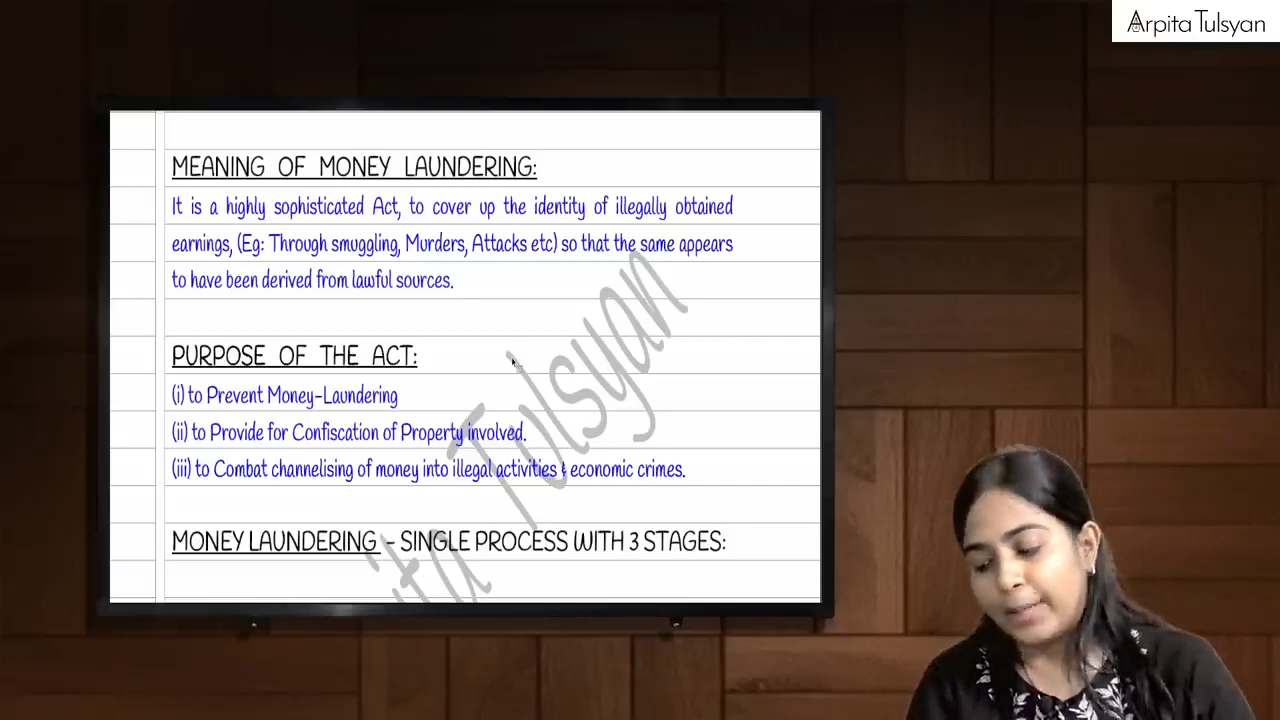 Arpita Tulsyan
MEANING OF MONEY LAUNDERING:
It is a highly sophisticated Act, to cover up the identity of illegally obtained
earnings, (Eg: Through smuggling, Murders, Attacks etc) so that the same appears
to have been derived from lawful sources.
PURPOSE OF THE ACT:
(i) to Prevent Money-Laundering
(ii) to Provide for Confiscation of Property involved.
(iii) to Combat channelising of money into illegal activities & economic crimes.
MONEY LAUNDERING - SINGLE PROCESS WITH 3 STAGES:
ita Tulsyan